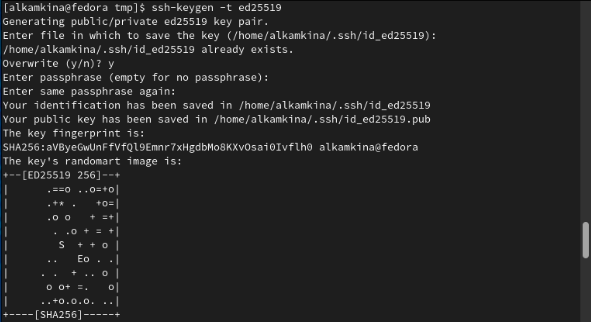 [alkamkina@fedora tmp]$ ssh-keygen -t ed25519
Generating public/private ed25519 key pair.
Enter file in which to save the key (/home/alkamkina/.ssh/id_ed25519):
/home/alkamkina/.ssh/id_ed25519 already exists.
Overwrite (y/n)? y
Enter passphrase (empty for no passphrase):
Enter same passphrase again:
Your identification has been saved in /home/alkamkina/.ssh/id_ed25519
Your public key has been saved in /home/alkamkina/.ssh/id_ed25519.pub
The key fingerprint is:
SHA256:aVByeGwUnFfVfQl9Emnr7xHgdbMo8KXvOsai0Ivflh0 alkamkina@fedora
The key's randomart image is:
+--[ED25519 256]--+
|      .==o ..o=+o|
|      .+* .   +o=|
|      .o o   + =+|
|       . .o + = +|
|        S  + + o |
|      ..   Eo . .|
|     . .  + .. o |
|      o o+ =.   o|
|     ..+o.o.o. ..|
+----[SHA256]-----+